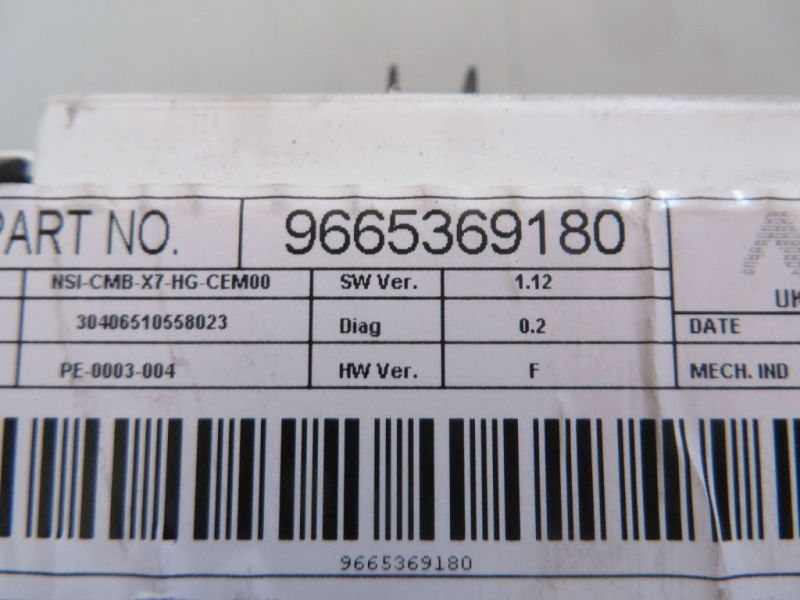 PART NO. 9665369180
NSI-CMB-X7-HG-CEM00 SW Ver. 1.12
UK
30406510558023 Diag 0.2 DATE
PE-0003-004 HW Ver. F MECH. IND
9665369180